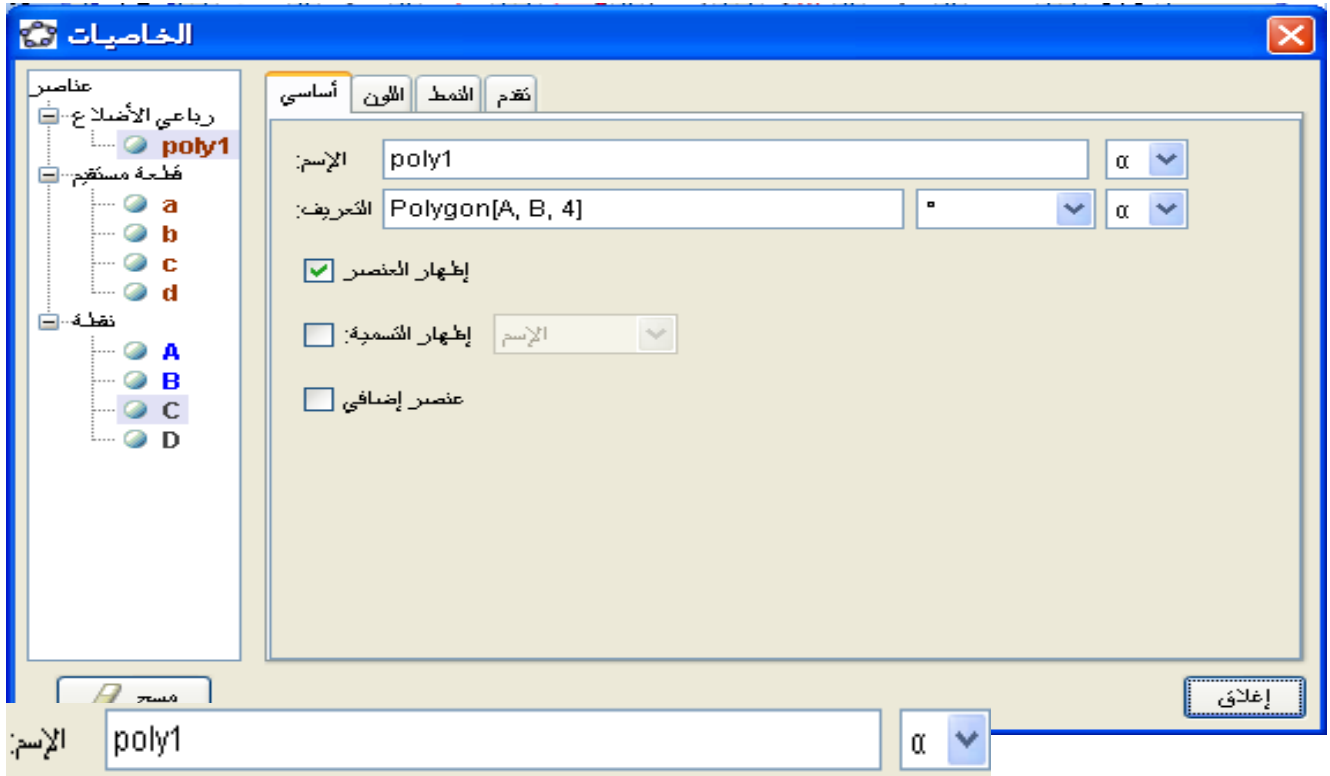 الخاصيات
عناصر
رباعي الأضلاع
poly1
قطعة مستقيم
a
b
c
d
نقطة
A
B
C
D
أساسي اللون النمط تقدم
الإسم: poly1 α
التعريف: Polygon[A, B, 4] ° α
إظهار العنصر
إظهار التسمية: الإسم
عنصر إضافي
مسح
إغلاق
الإسم: poly1 α